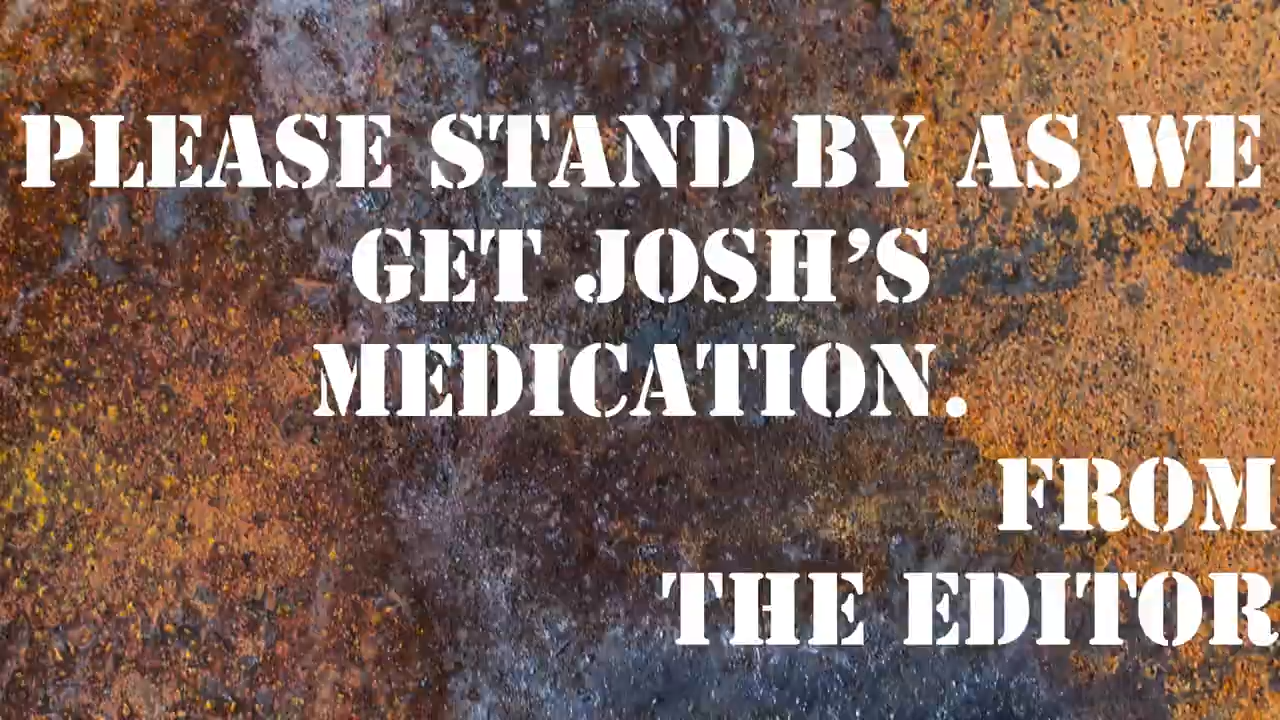 PLEASE STAND BY AS WE
GET JOSH’S
MEDICATION.
FROM
THE EDITOR